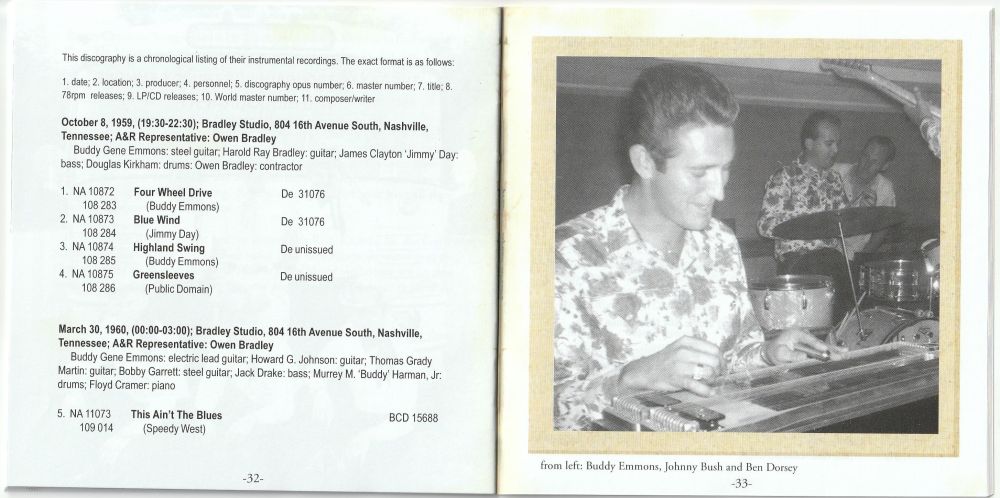 This discography is a chronological listing of their instrumental recordings. The exact format is as follows:
1. date; 2. location; 3. producer; 4. personnel; 5. discography opus number; 6. master number; 7. title; 8.
78rpm releases; 9. LP/CD releases; 10. World master number; 11. composer/writer
October 8, 1959, (19:30-22:30); Bradley Studio, 804 16th Avenue South, Nashville,
Tennessee; A&R Representative: Owen Bradley
Buddy Gene Emmons: steel guitar; Harold Ray Bradley: guitar; James Clayton 'Jimmy' Day:
bass; Douglas Kirkham: drums: Owen Bradley: contractor
1. NA 10872 Four Wheel Drive De 31076
108 283 (Buddy Emmons)
2. NA 10873 Blue Wind De 31076
108 284 (Jimmy Day)
3. NA 10874 Highland Swing De unissued
108 285 (Buddy Emmons)
4. NA 10875 Greensleeves De unissued
108 286 (Public Domain)
March 30, 1960, (00:00-03:00); Bradley Studio, 804 16th Avenue South, Nashville,
Tennessee; A&R Representative: Owen Bradley
Buddy Gene Emmons: electric lead guitar; Howard G. Johnson: guitar; Thomas Grady
Martin: guitar; Bobby Garrett: steel guitar; Jack Drake: bass; Murrey M. 'Buddy' Harman, Jr:
drums; Floyd Cramer: piano
5. NA 11073 This Ain't The Blues BCD 15688
109 014 (Speedy West)
-32-
from left: Buddy Emmons, Johnny Bush and Ben Dorsey
-33-